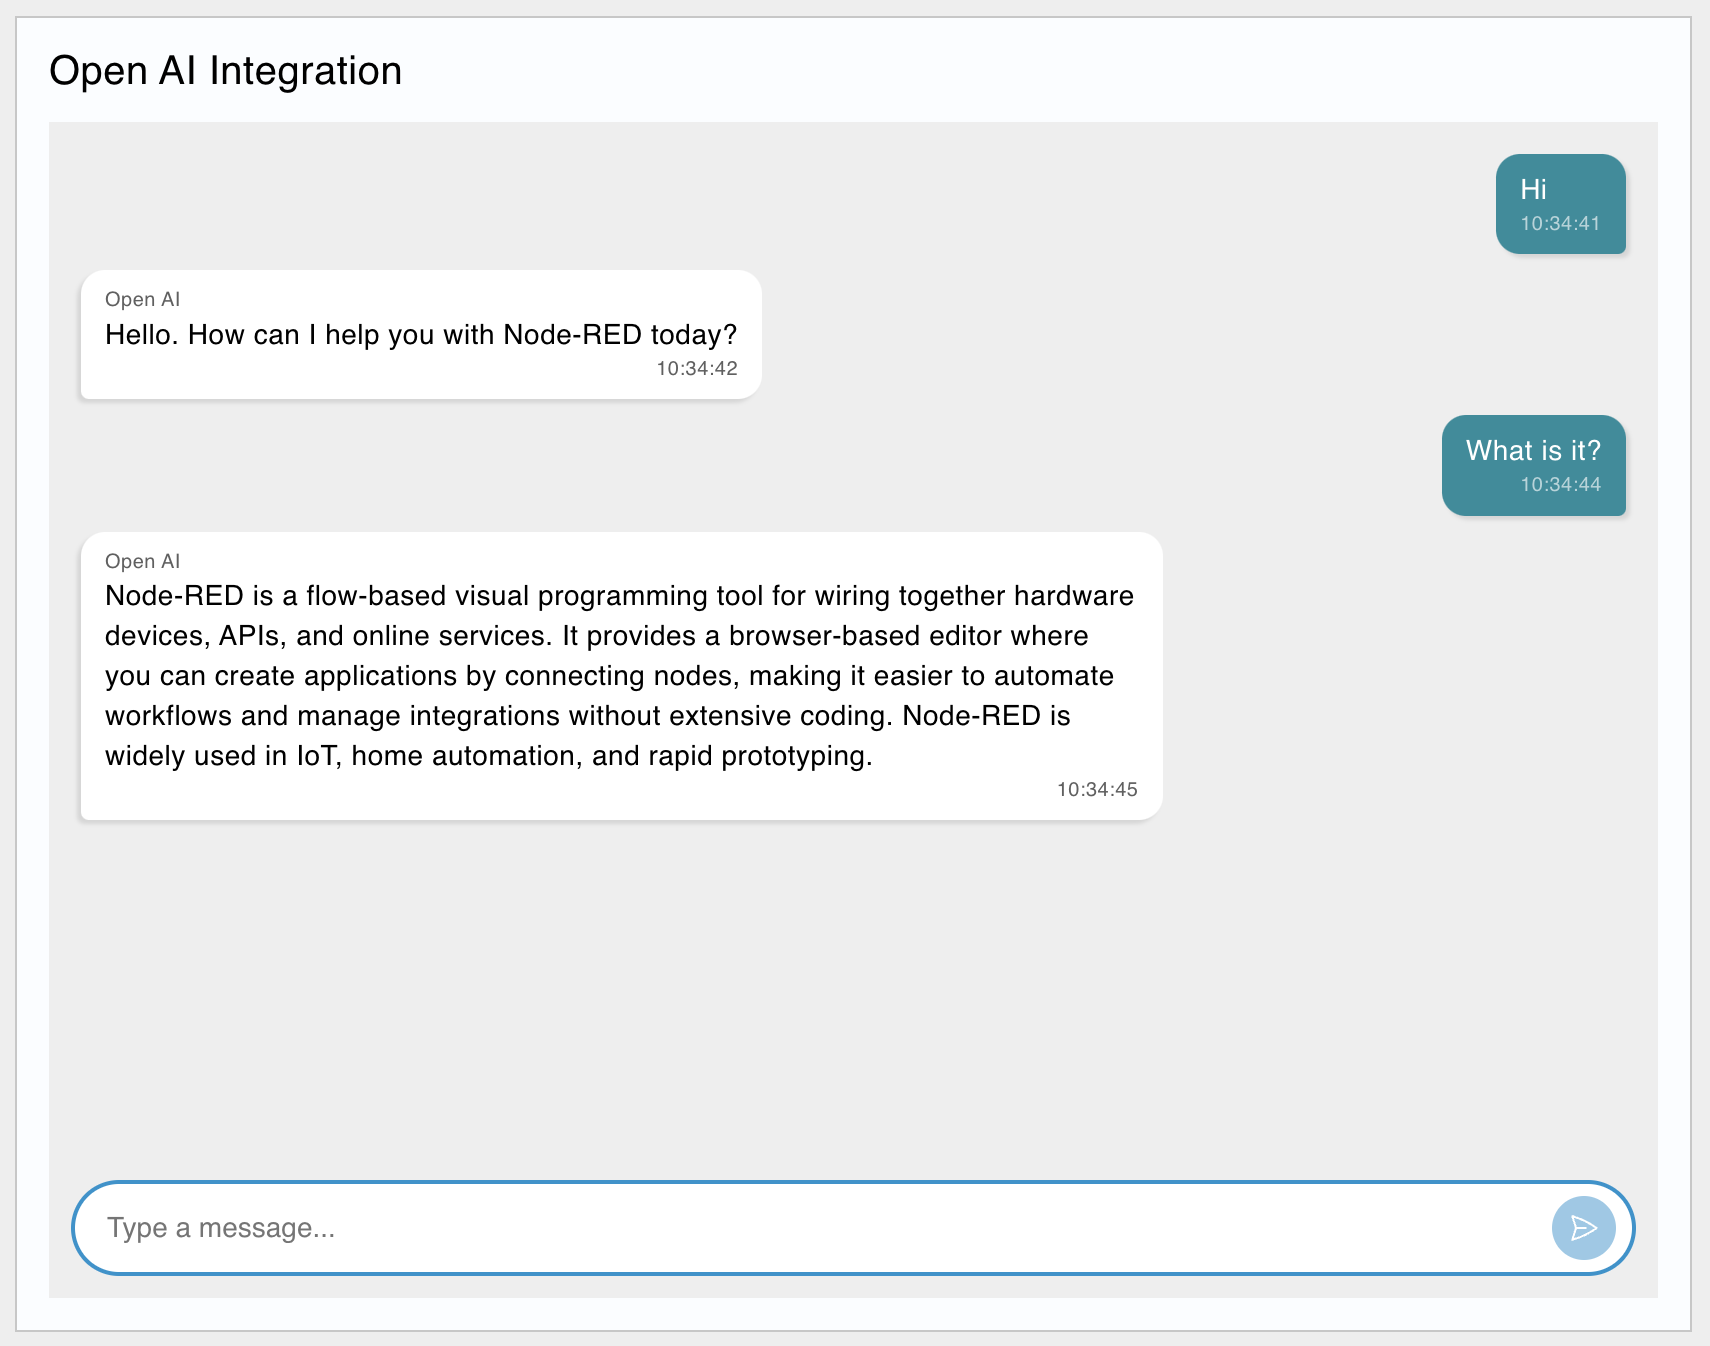 Open AI Integration
Hi
10:34:41
Open AI
Hello. How can I help you with Node-RED today?
10:34:42
What is it?
10:34:44
Open AI
Node-RED is a flow-based visual programming tool for wiring together hardware
devices, APIs, and online services. It provides a browser-based editor where
you can create applications by connecting nodes, making it easier to automate
workflows and manage integrations without extensive coding. Node-RED is
widely used in IoT, home automation, and rapid prototyping.
10:34:45
Type a message...